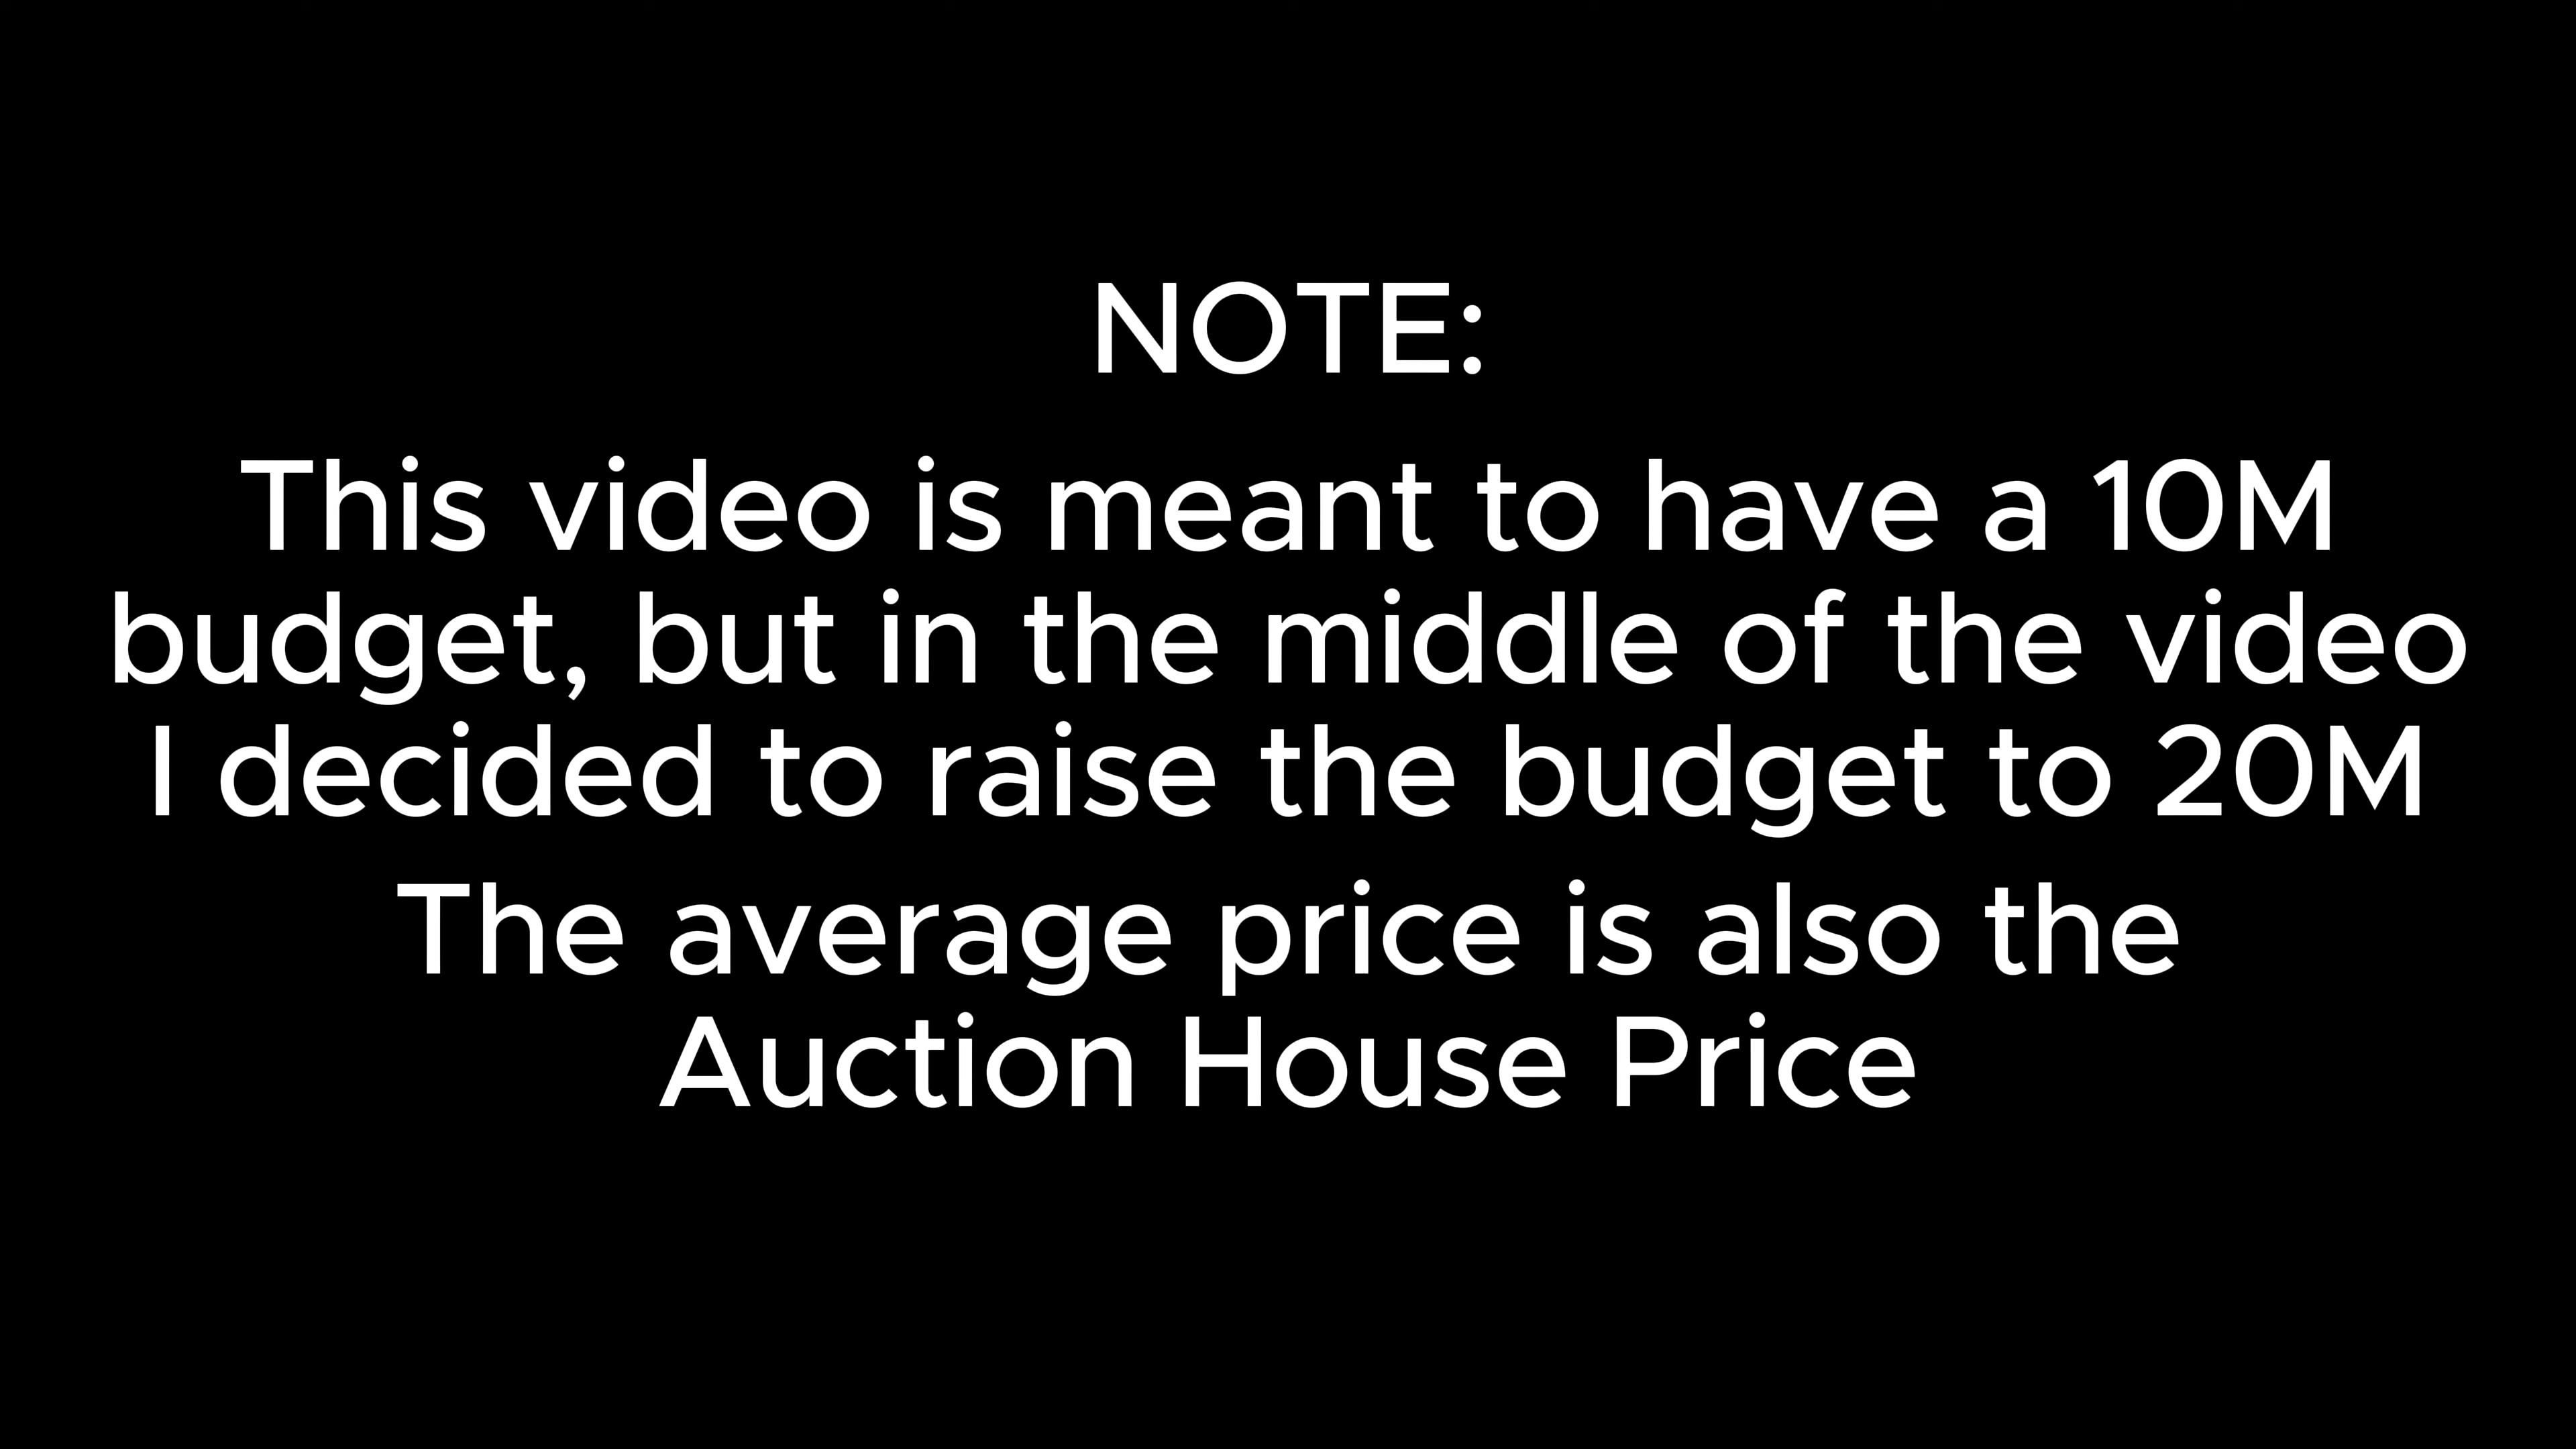 NOTE:
This video is meant to have a 10M
budget, but in the middle of the video
I decided to raise the budget to 20M
The average price is also the
Auction House Price